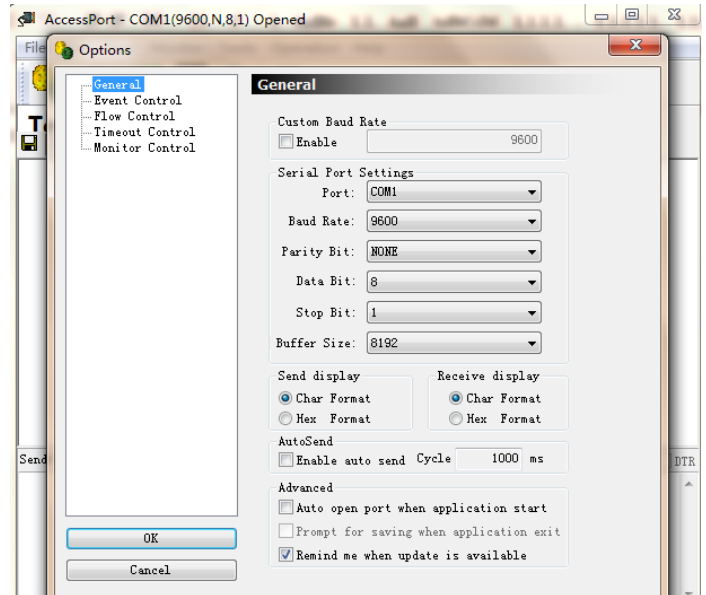 AccessPort - COM1(9600,N,8,1) Opened
File
Options
General
Event Control
Flow Control
Timeout Control
Monitor Control
General
Custom Baud Rate
Enable 9600
Serial Port Settings
Port: COM1
Baud Rate: 9600
Parity Bit: NONE
Data Bit: 8
Stop Bit: 1
Buffer Size: 8192
Send display Receive display
Char Format Char Format
Hex Format Hex Format
AutoSend
Enable auto send Cycle 1000 ms
Send DTR
Advanced
Auto open port when application start
Prompt for saving when application exit
Remind me when update is available
OK
Cancel